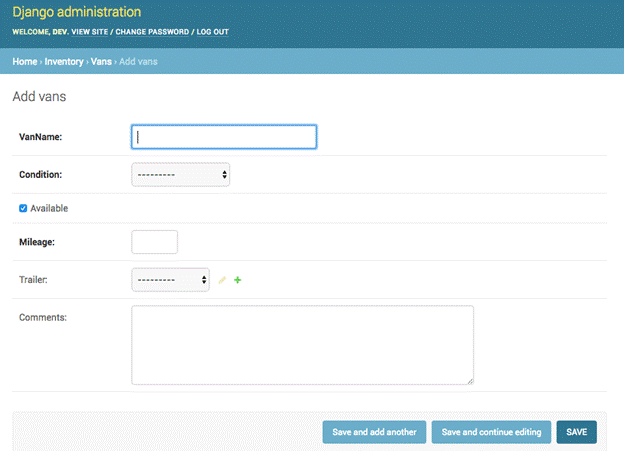 Django administration
WELCOME, DEV. VIEW SITE / CHANGE PASSWORD / LOG OUT
Home › Inventory › Vans › Add vans
Add vans
VanName:
Condition: ---------
Available
Mileage:
Trailer: ---------
Comments:
Save and add another Save and continue editing SAVE